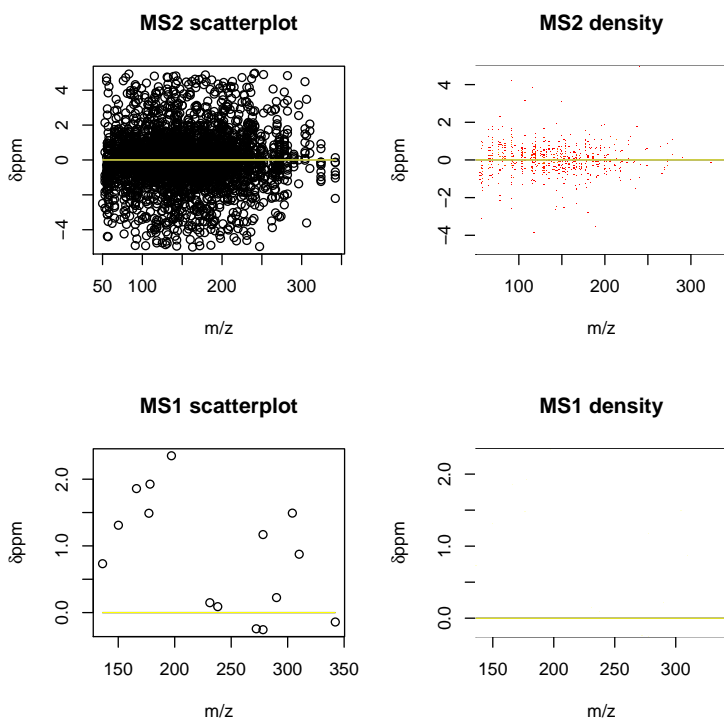 MS2 scatterplot
δppm
4
2
0
−4
50 100 200 300
m/z
MS2 density
δppm
4
2
0
−2
−4
100 200 300
m/z
MS1 scatterplot
δppm
2.0
1.0
0.0
150 200 250 300 350
m/z
MS1 density
δppm
2.0
1.0
0.0
150 200 250 300
m/z